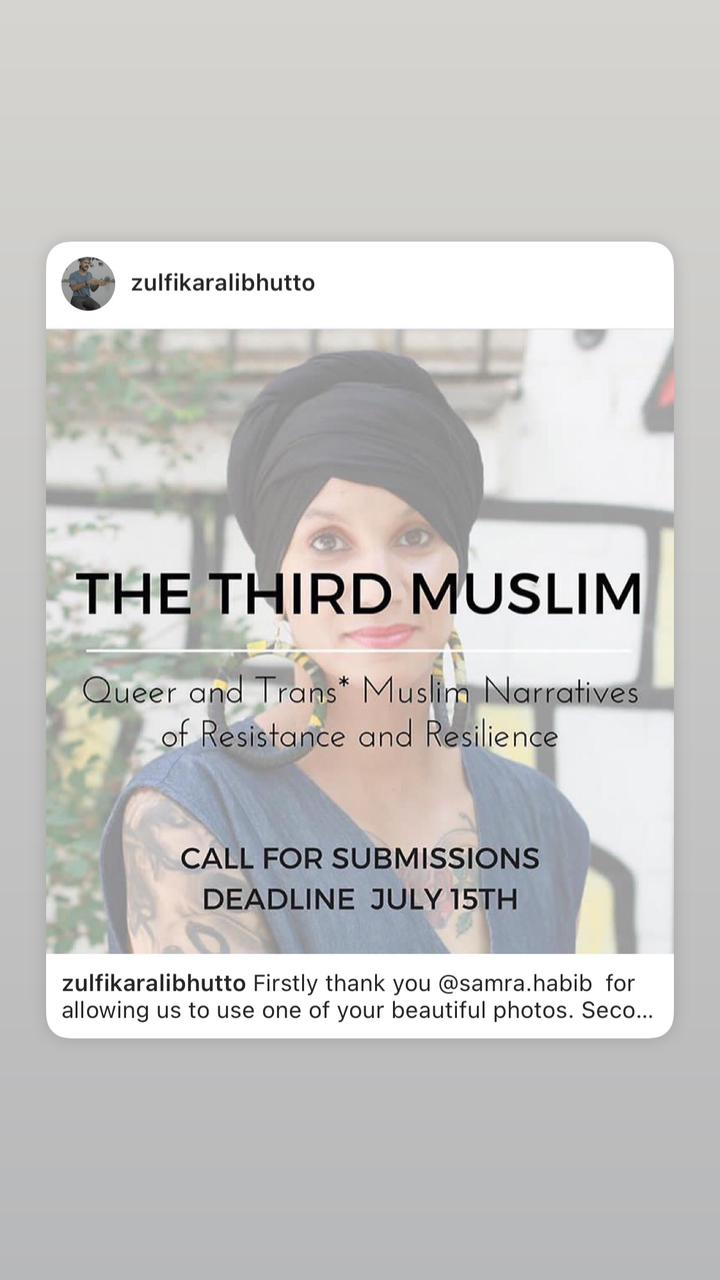 zulfikaralibhutto
THE THIRD MUSLIM
Queer and Trans* Muslim Narratives
of Resistance and Resilience
CALL FOR SUBMISSIONS
DEADLINE JULY 15TH
zulfikaralibhutto Firstly thank you @samra.habib for
allowing us to use one of your beautiful photos. Seco...